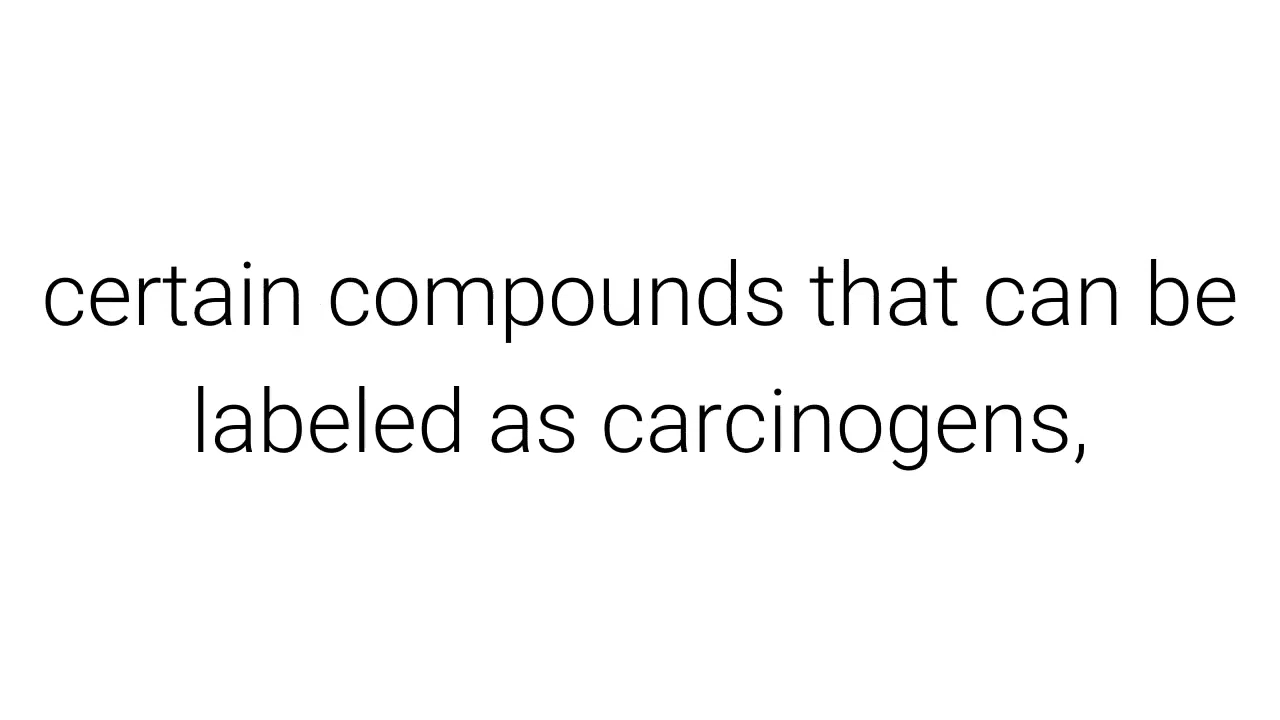 certain compounds that can be
labeled as carcinogens,